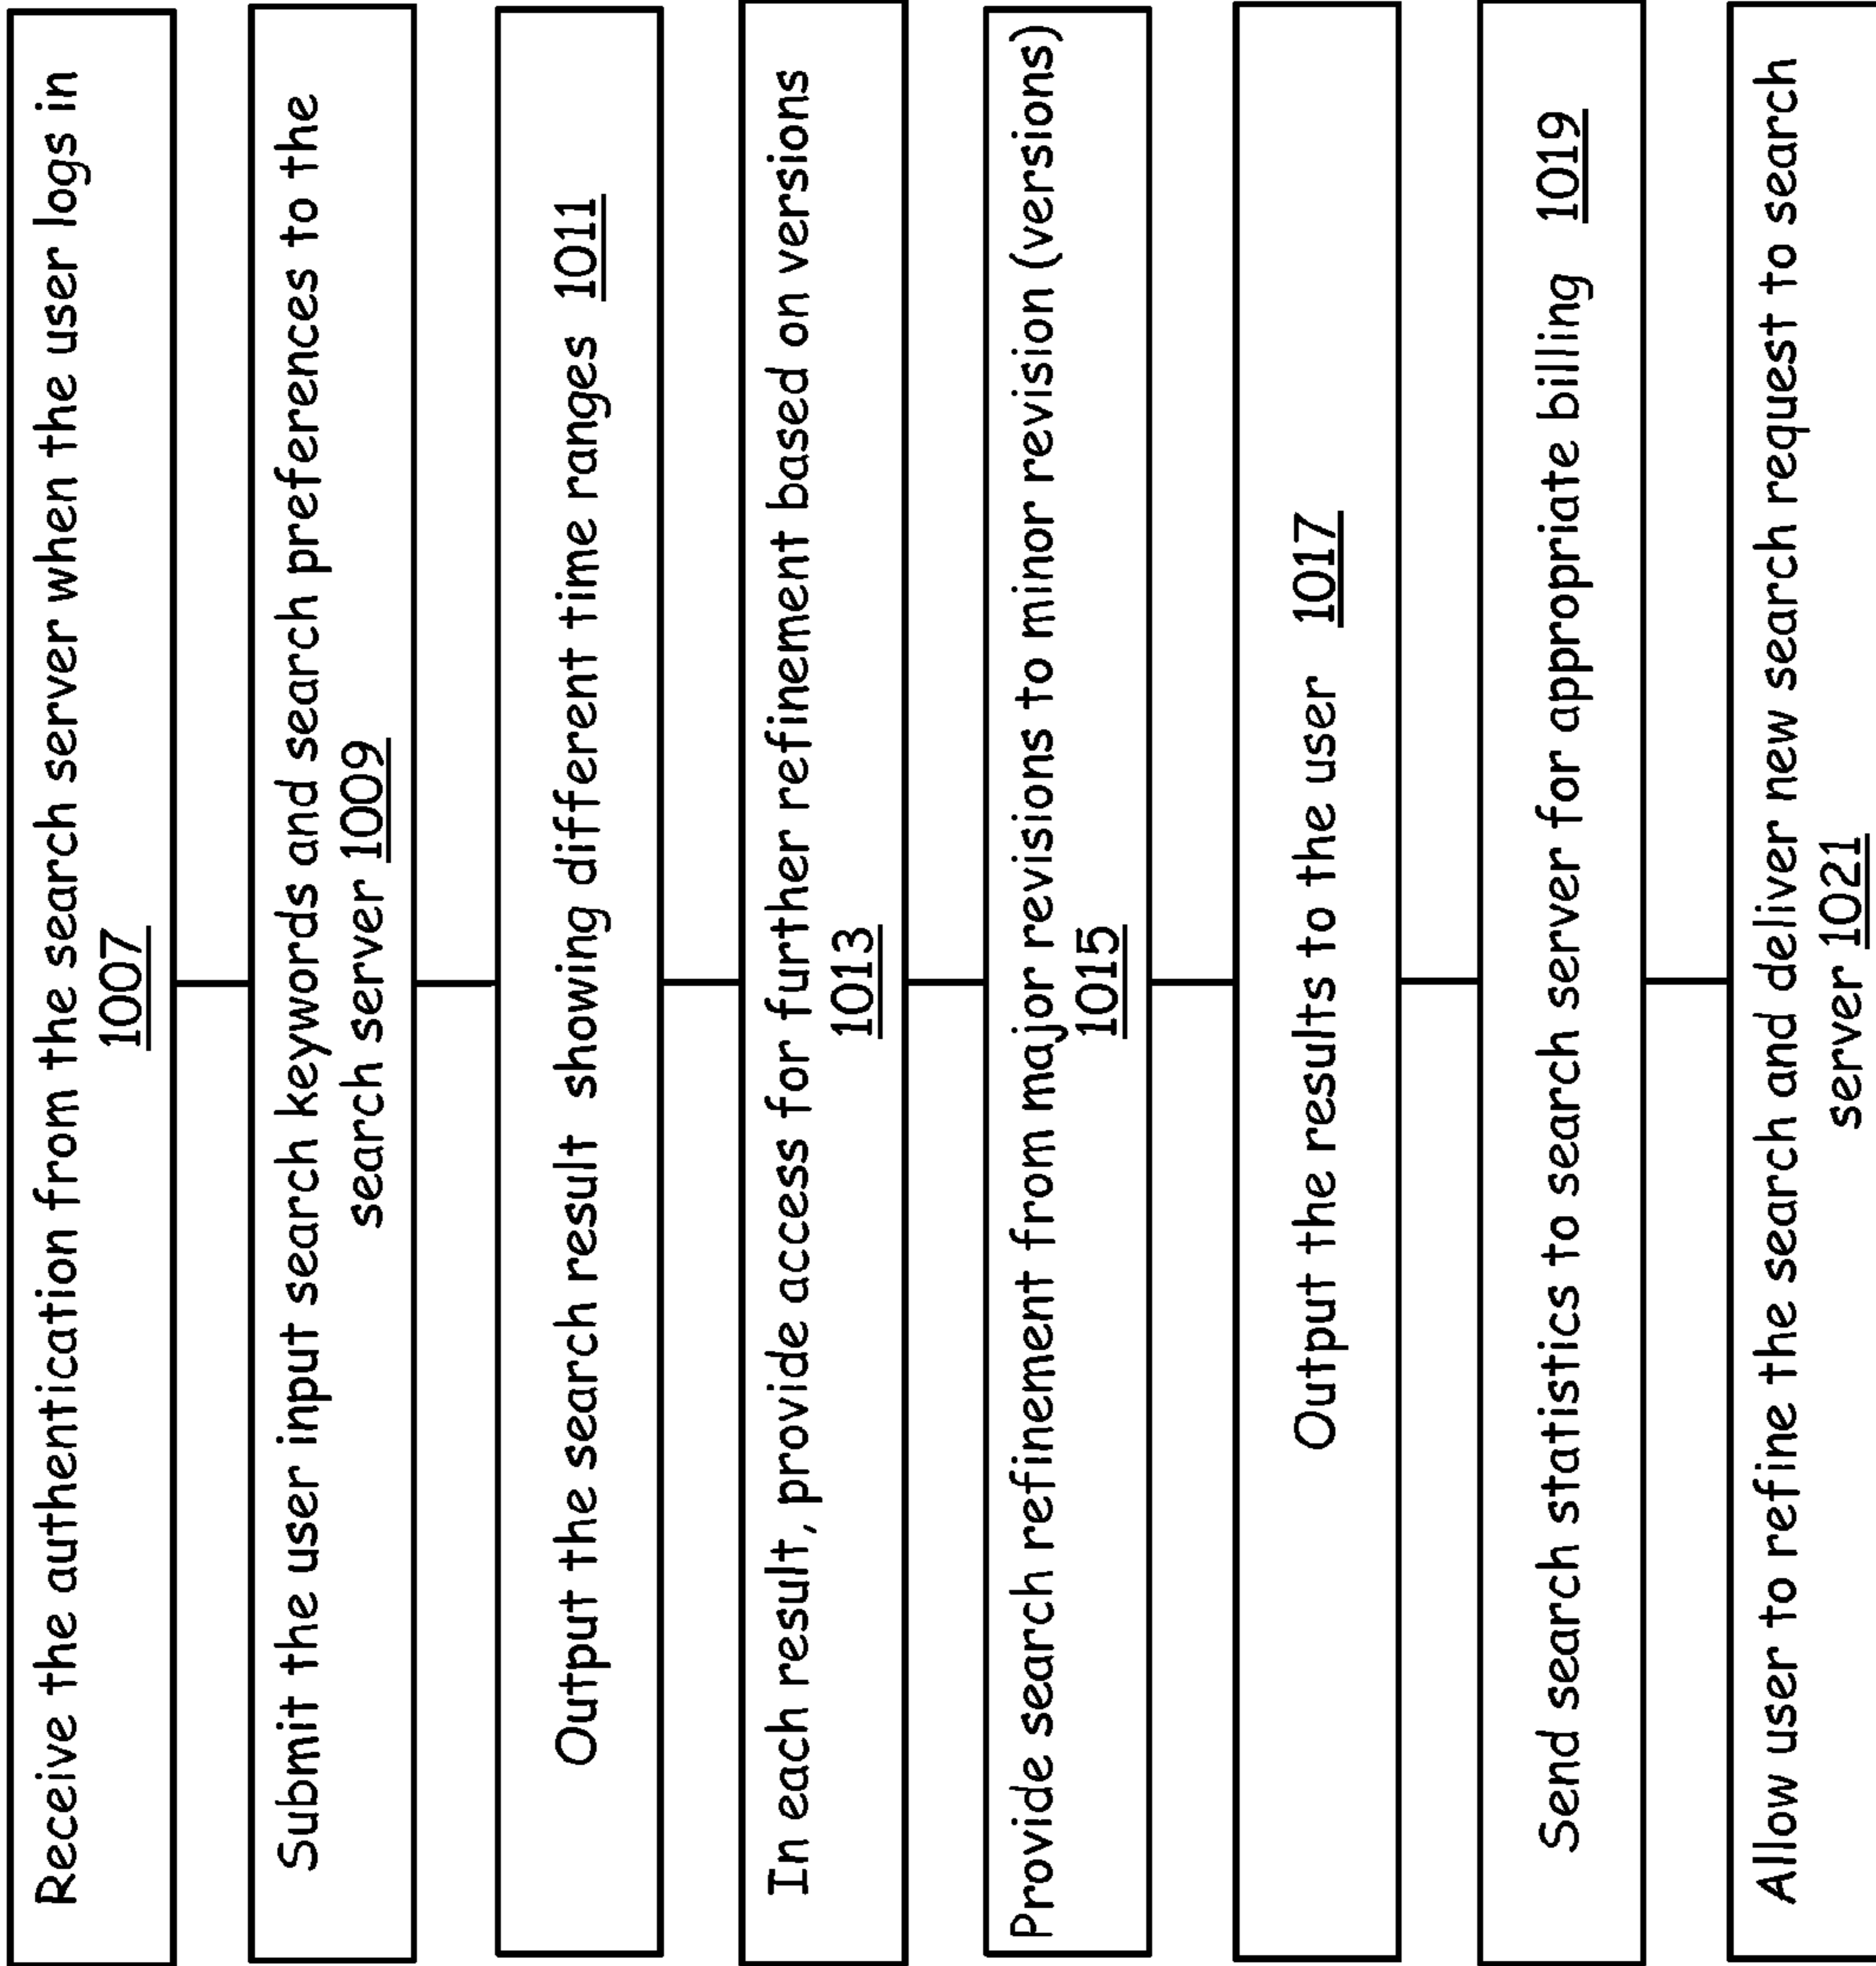 Receive the authentication from the search server when the user logs in
1007
Submit the user input search keywords and search preferences to the
search server 1009
Output the search result showing different time ranges 1011
In each result, provide access for further refinement based on versions
1013
Provide search refinement from major revisions to minor revision (versions)
1015
Output the results to the user 1017
Send search statistics to search server for appropriate billing 1019
Allow user to refine the search and deliver new search request to search
server 1021